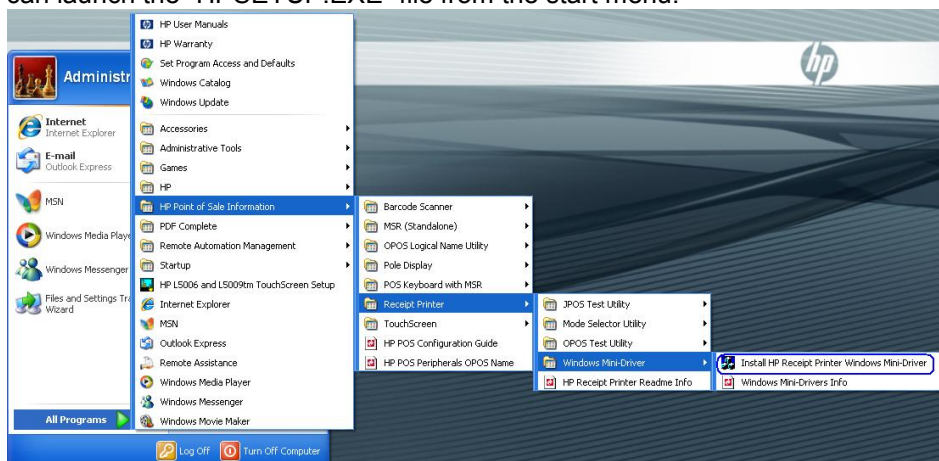 can launch the "HPSETUP.EXE" file from the start menu.
hp
Administr
Internet
Internet Explorer
E-mail
Outlook Express
MSN
Windows Media Playe
Windows Messenger
Files and Settings Tra
Wizard
All Programs
HP User Manuals
HP Warranty
Set Program Access and Defaults
Windows Catalog
Windows Update
Accessories
Administrative Tools
Games
HP
HP Point of Sale Information
PDF Complete
Remote Automation Management
Startup
HP L5006 and L5009tm TouchScreen Setup
Internet Explorer
MSN
Outlook Express
Remote Assistance
Windows Media Player
Windows Messenger
Windows Movie Maker
Log Off
Turn Off Computer
Barcode Scanner
MSR (Standalone)
OPOS Logical Name Utility
Pole Display
POS Keyboard with MSR
Receipt Printer
TouchScreen
HP POS Configuration Guide
HP POS Peripherals OPOS Name
JPOS Test Utility
Mode Selector Utility
OPOS Test Utility
Windows Mini-Driver
HP Receipt Printer Readme Info
Install HP Receipt Printer Windows Mini-Driver
Windows Mini-Drivers Info